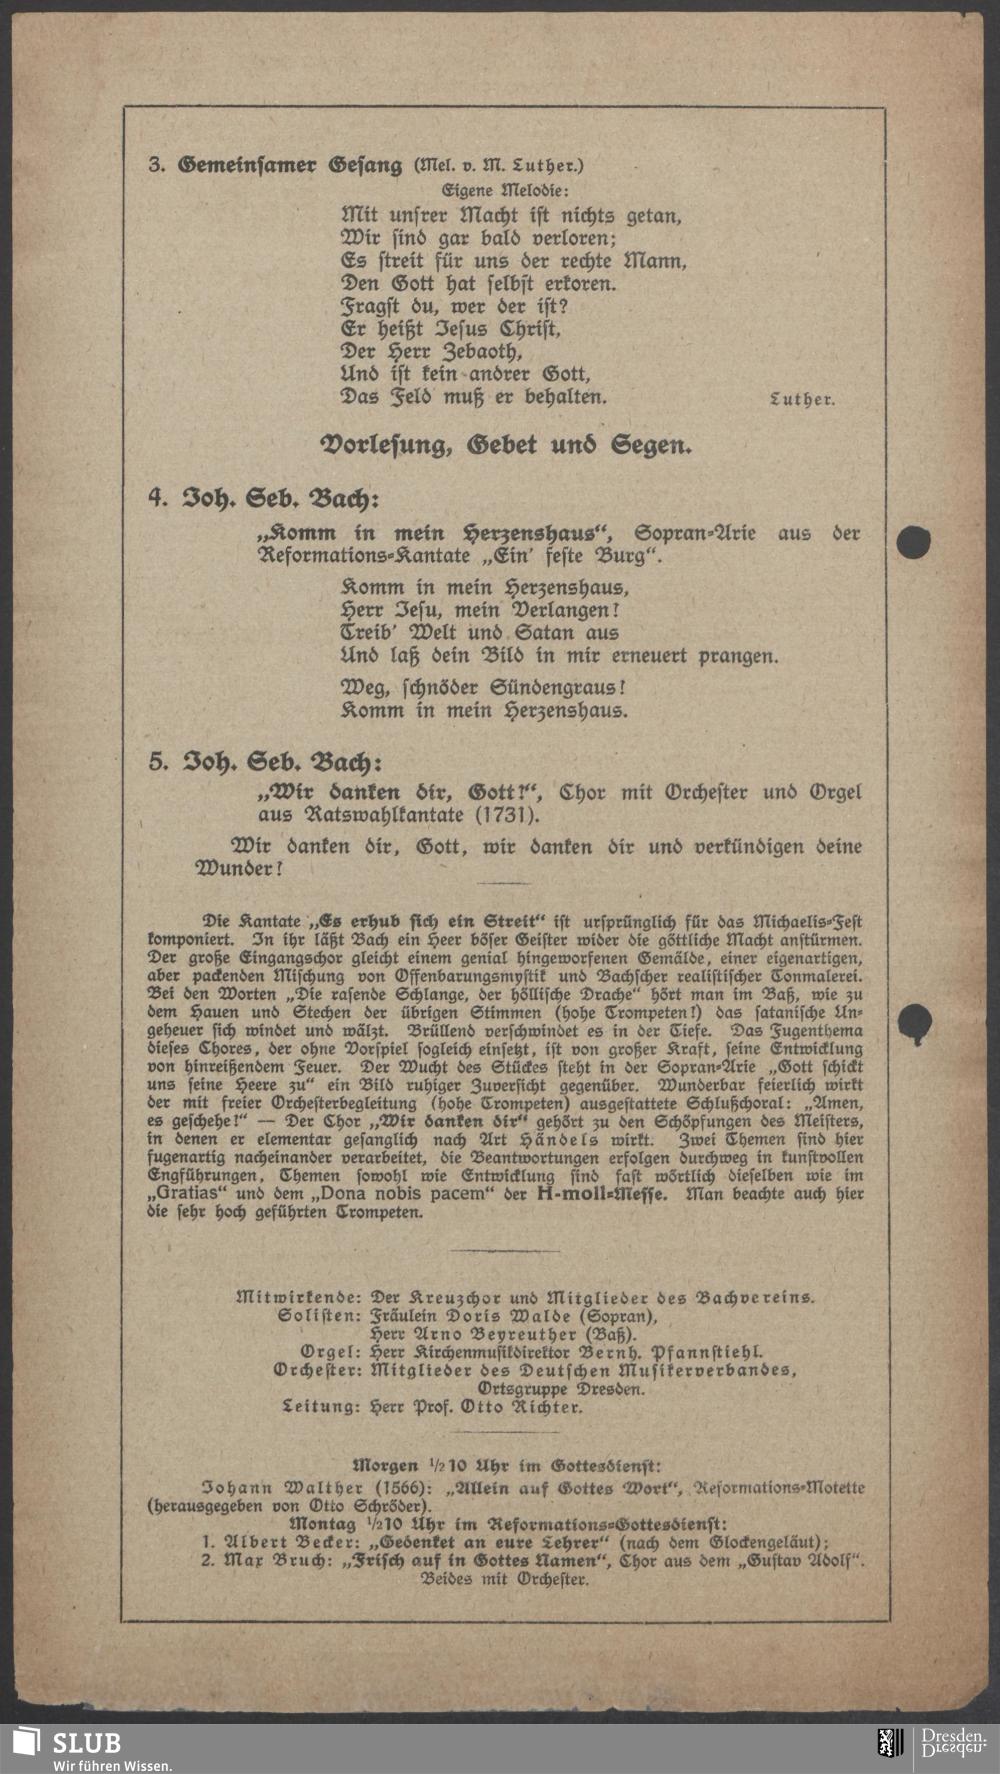 3. Gemeinsamer Gesang (Mel. v. M. Luther.)
Eigene Melodie:
Mit unsrer Macht ist nichts getan,
Wir sind gar bald verloren;
Es streit für uns der rechte Mann,
Den Gott hat selbst erkoren.
Fragst du, wer der ist?
Er heißt Jesus Christ,
Der Herr Zebaoth,
Und ist kein andrer Gott,
Das Feld muß er behalten. Luther.
Vorlesung, Gebet und Segen.
4. Joh. Seb. Bach:
„Komm in mein Herzenshaus“, Sopran-Arie aus der
Reformations-Kantate „Ein' feste Burg“.
Komm in mein Herzenshaus,
Herr Jesu, mein Verlangen!
Treib' Welt und Satan aus
Und laß dein Bild in mir erneuert prangen.
Weg, schnöder Sündengraus!
Komm in mein Herzenshaus.
5. Joh. Seb. Bach:
„Wir danken dir, Gott!“, Chor mit Orchester und Orgel
aus Ratswahlkantate (1731).
Wir danken dir, Gott, wir danken dir und verkündigen deine
Wunder!
Die Kantate „Es erhub sich ein Streit“ ist ursprünglich für das Michaelis-Fest
komponiert. In ihr läßt Bach ein Heer böser Geister wider die göttliche Macht anstürmen.
Der große Eingangschor gleicht einem genial hingeworfenen Gemälde, einer eigenartigen,
aber packenden Mischung von Offenbarungsmystik und Bachscher realistischer Tonmalerei.
Bei den Worten „Die rasende Schlange, der höllische Drache“ hört man im Baß, wie zu
dem Hauen und Stechen der übrigen Stimmen (hohe Trompeten!) das satanische Un-
geheuer sich windet und wälzt. Brüllend verschwindet es in der Tiefe. Das Fugenthema
dieses Chores, der ohne Vorspiel sogleich einsetzt, ist von großer Kraft, seine Entwicklung
von hinreißendem Feuer. Der Wucht des Stückes steht in der Sopran-Arie „Gott schickt
uns seine Heere zu“ ein Bild ruhiger Zuversicht gegenüber. Wunderbar feierlich wirkt
der mit freier Orchesterbegleitung (hohe Trompeten) ausgestattete Schlußchoral: „Amen,
es geschehe!“ — Der Chor „Wir danken dir“ gehört zu den Schöpfungen des Meisters,
in denen er elementar gesanglich nach Art Händels wirkt. Zwei Themen sind hier
fugenartig nacheinander verarbeitet, die Beantwortungen erfolgen durchweg in kunstvollen
Engführungen, Themen sowohl wie Entwicklung sind fast wörtlich dieselben wie im
„Gratias“ und dem „Dona nobis pacem“ der H-moll-Messe. Man beachte auch hier
die sehr hoch geführten Trompeten.
Mitwirkende: Der Kreuzchor und Mitglieder des Bachvereins.
Solisten: Fräulein Doris Walde (Sopran),
Herr Arno Beyreuther (Baß).
Orgel: Herr Kirchenmusikdirektor Bernh. Pfannstiehl.
Orchester: Mitglieder des Deutschen Musikerverbandes,
Ortsgruppe Dresden.
Leitung: Herr Prof. Otto Richter.
Morgen ½10 Uhr im Gottesdienst:
Johann Walther (1566): „Allein auf Gottes Wort“, Reformations-Motette
(herausgegeben von Otto Schröder).
Montag ½10 Uhr im Reformations-Gottesdienst:
1. Albert Becker: „Gedenket an eure Lehrer“ (nach dem Glockengeläut);
2. Max Bruch: „Frisch auf in Gottes Namen“, Chor aus dem „Gustav Adolf“.
Beides mit Orchester.
SLUB
Wir führen Wissen.
Dresden.
Dresden.